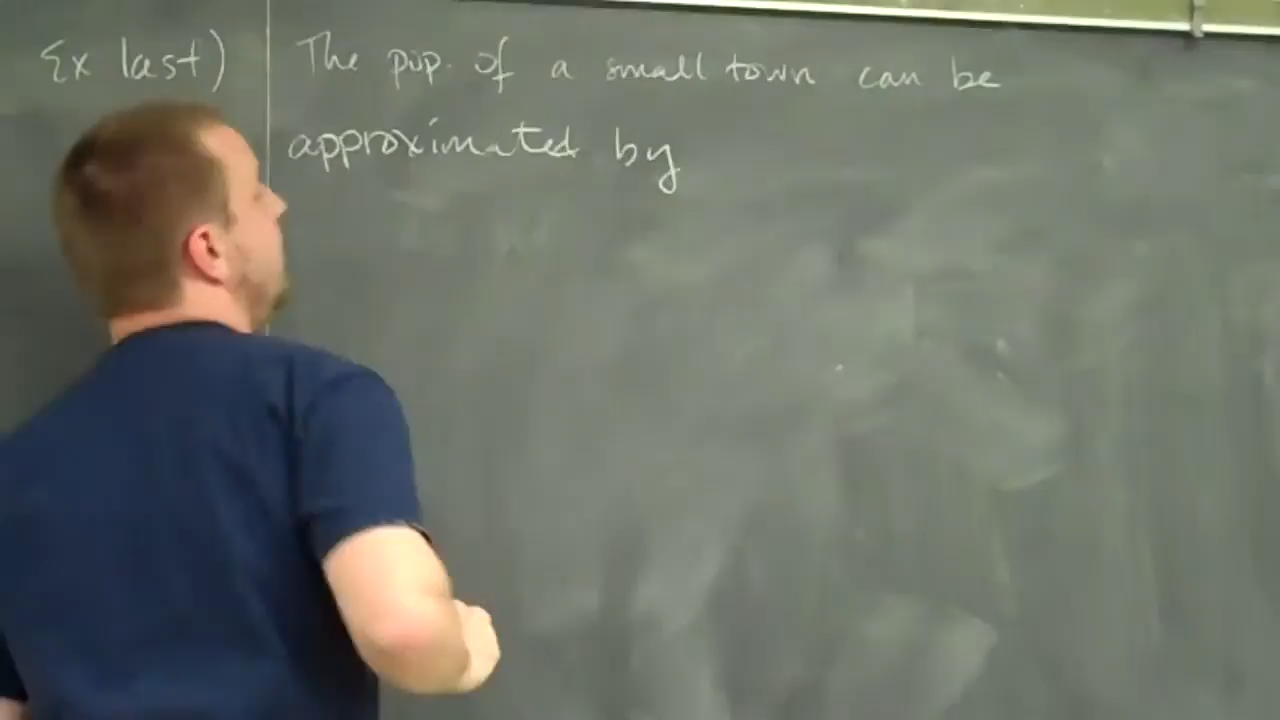 Ex last) The pop. of a small town can be
approximated by